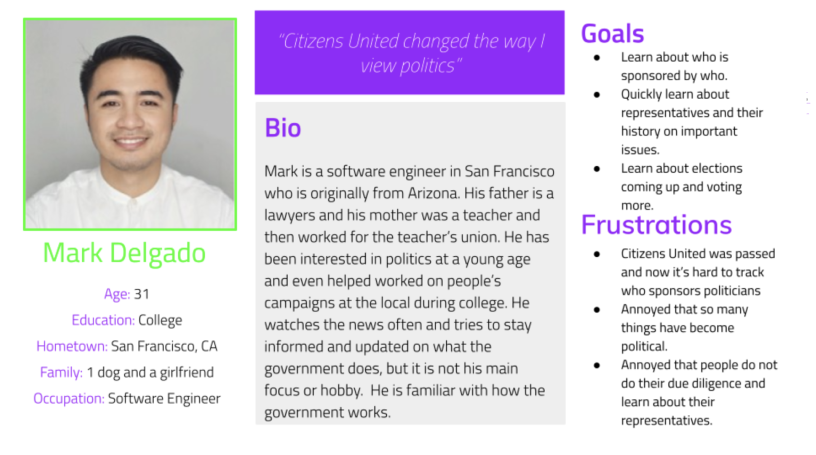 Mark Delgado
Age: 31
Education: College
Hometown: San Francisco, CA
Family: 1 dog and a girlfriend
Occupation: Software Engineer
“Citizens United changed the way I
view politics”
Bio
Mark is a software engineer in San Francisco
who is originally from Arizona. His father is a
lawyers and his mother was a teacher and
then worked for the teacher’s union. He has
been interested in politics at a young age
and even helped worked on people’s
campaigns at the local during college. He
watches the news often and tries to stay
informed and updated on what the
government does, but it is not his main
focus or hobby.  He is familiar with how the
government works.
Goals
● Learn about who is
sponsored by who.
● Quickly learn about
representatives and their
history on important
issues.
● Learn about elections
coming up and voting
more.
Frustrations
● Citizens United was passed
and now it’s hard to track
who sponsors politicians
● Annoyed that so many
things have become
political.
● Annoyed that people do not
do their due diligence and
learn about their
representatives.